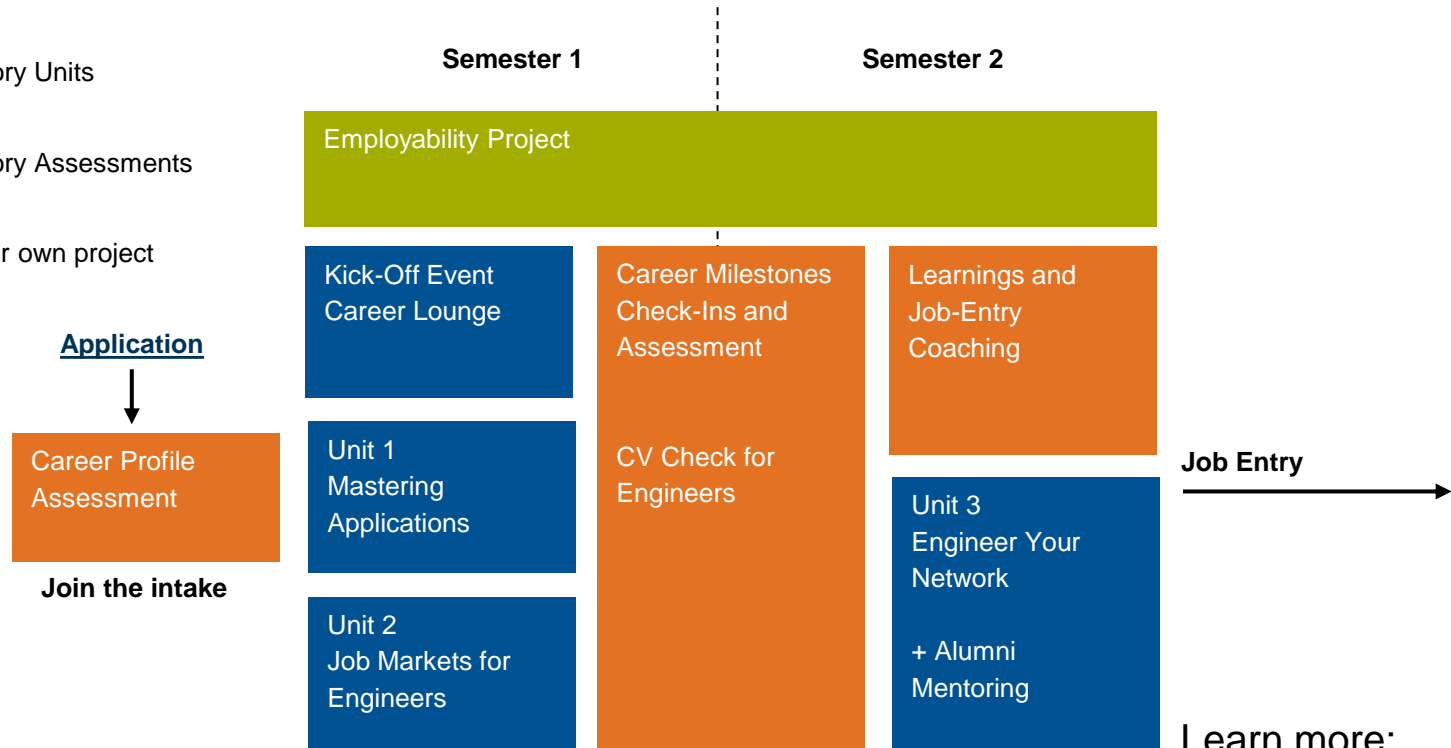 Semester 1
Semester 2
ory Units
ory Assessments
r own project
Employability Project
Application
Career Profile
Assessment
Join the intake
Kick-Off Event
Career Lounge
Unit 1
Mastering
Applications
Unit 2
Job Markets for
Engineers
Career Milestones
Check-Ins and
Assessment
CV Check for
Engineers
Learnings and
Job-Entry
Coaching
Unit 3
Engineer Your
Network
+ Alumni
Mentoring
Job Entry
Learn more: